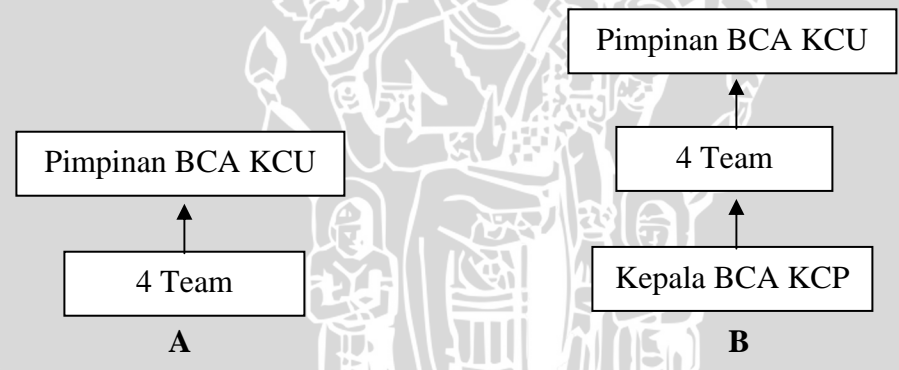 Pimpinan BCA KCU
4 Team
A
Pimpinan BCA KCU
4 Team
Kepala BCA KCP
B